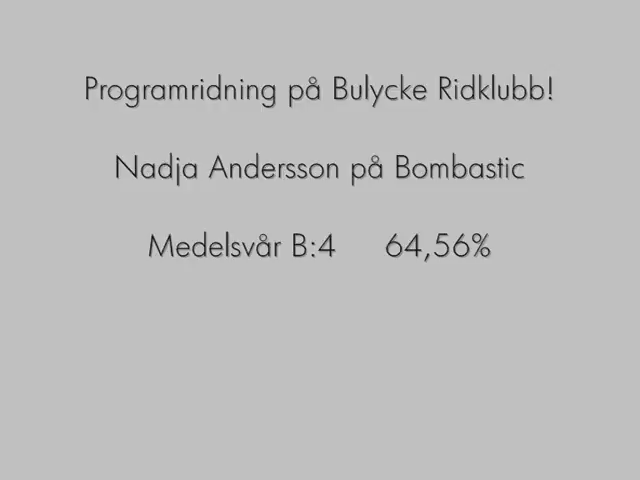 Programridning på Bulycke Ridklubb!
Nadja Andersson på Bombastic
Medelsvår B:4 64,56%